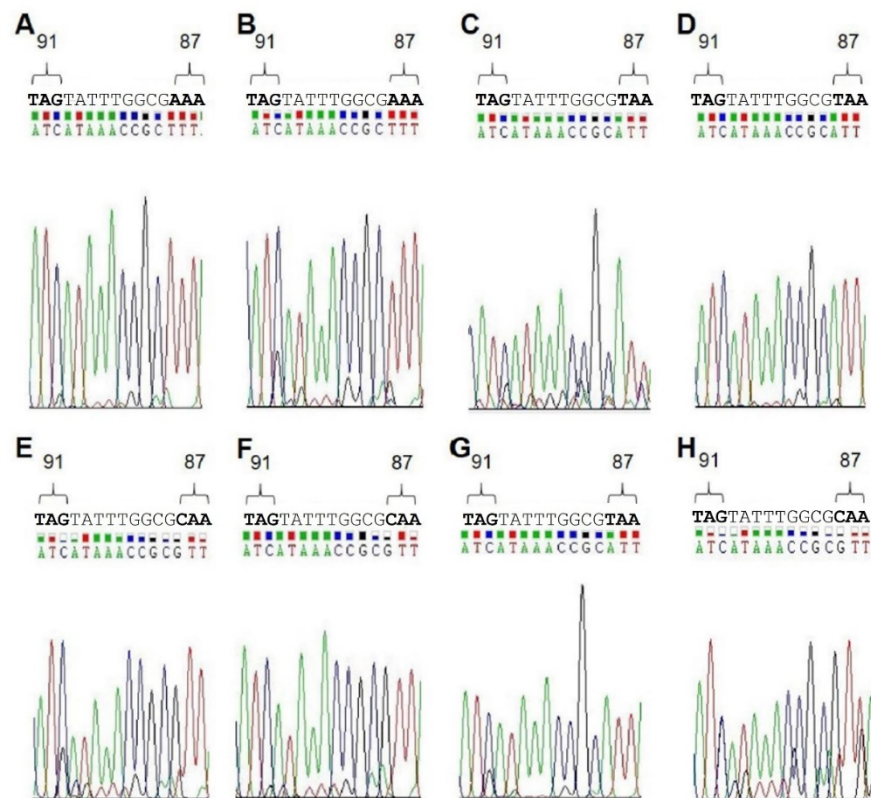 A
91 87
TAGTATTTGGCGAAA
ATCATAAACCGCTTT
B
91 87
TAGTATTTGGCGAAA
ATCATAAACCGCTTT
C
91 87
TAGTATTTGGCGTAA
ATCATAAACCGCATT
D
91 87
TAGTATTTGGCGTAA
ATCATAAACCGCATT
E
91 87
TAGTATTTGGCGCAA
ATCATAAACCGCGTT
F
91 87
TAGTATTTGGCGCAA
ATCATAAACCGCGTT
G
91 87
TAGTATTTGGCGTAA
ATCATAAACCGCATT
H
91 87
TAGTATTTGGCGCAA
ATCATAAACCGCGTT